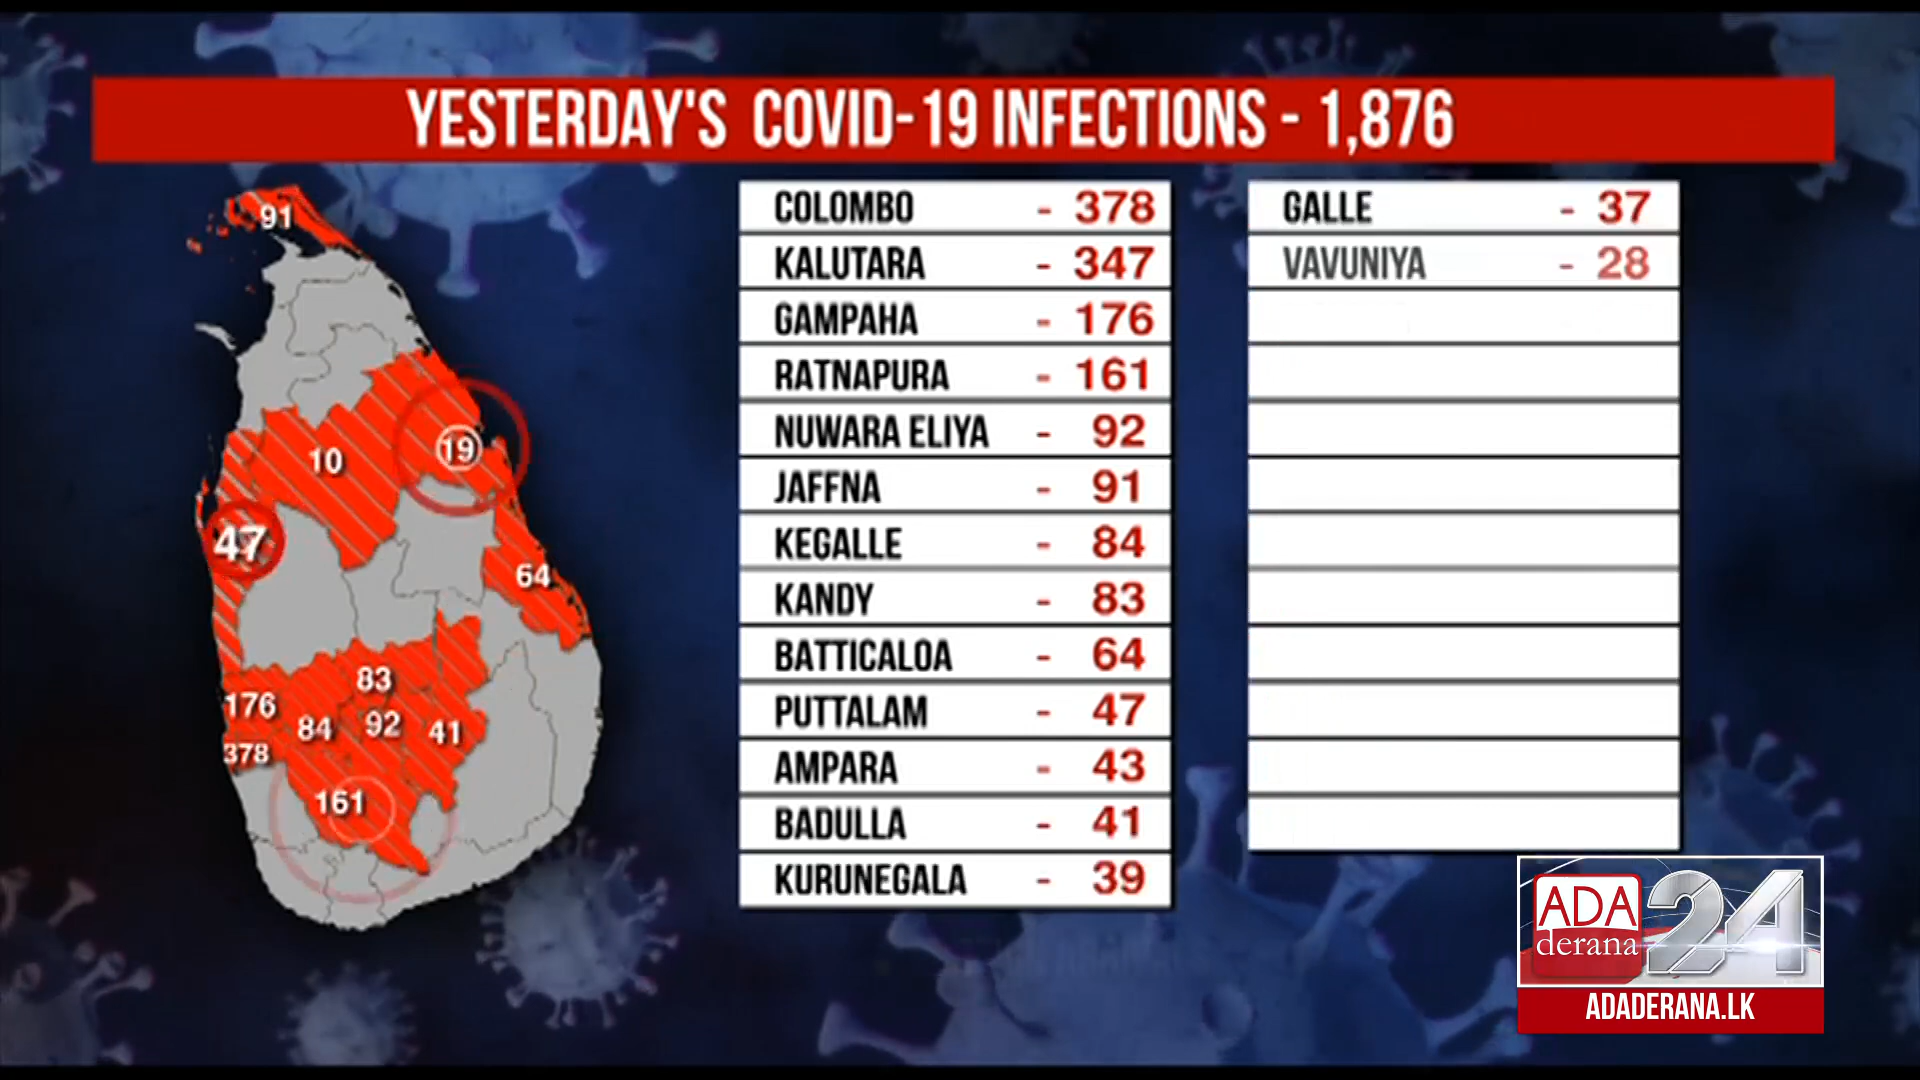 YESTERDAY'S COVID-19 INFECTIONS - 1,876
COLOMBO - 378
KALUTARA - 347
GAMPAHA - 176
RATNAPURA - 161
NUWARA ELIYA - 92
JAFFNA - 91
KEGALLE - 84
KANDY - 83
BATTICALOA - 64
PUTTALAM - 47
AMPARA - 43
BADULLA - 41
KURUNEGALA - 39
GALLE - 37
VAVUNIYA - 28
91
10
19
47
64
83
176
84
92
41
378
161
ADA
derana
24
ADADERANA.LK